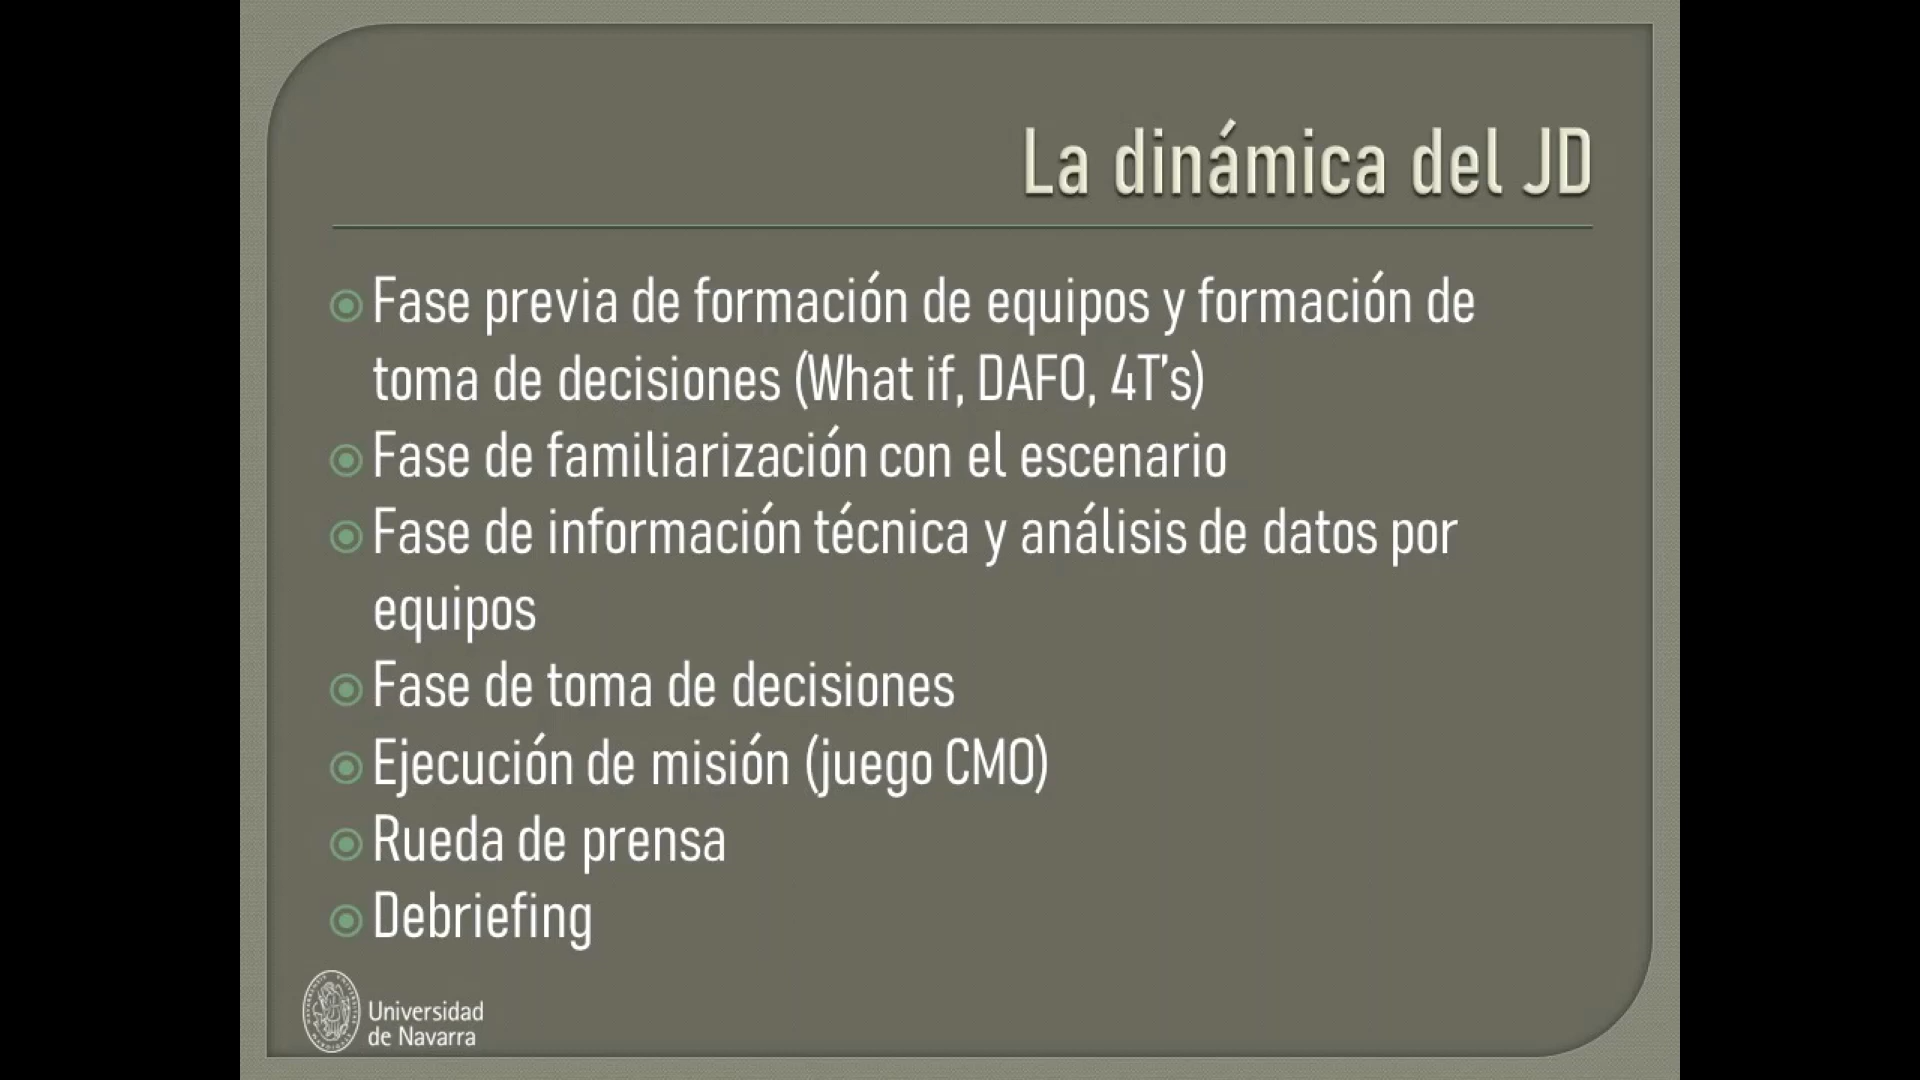 La dinámica del JD
Fase previa de formación de equipos y formación de
toma de decisiones (What if, DAFO, 4T's)
Fase de familiarización con el escenario
Fase de información técnica y análisis de datos por
equipos
Fase de toma de decisiones
Ejecución de misión (juego CMO)
Rueda de prensa
Debriefing
Universidad
de Navarra